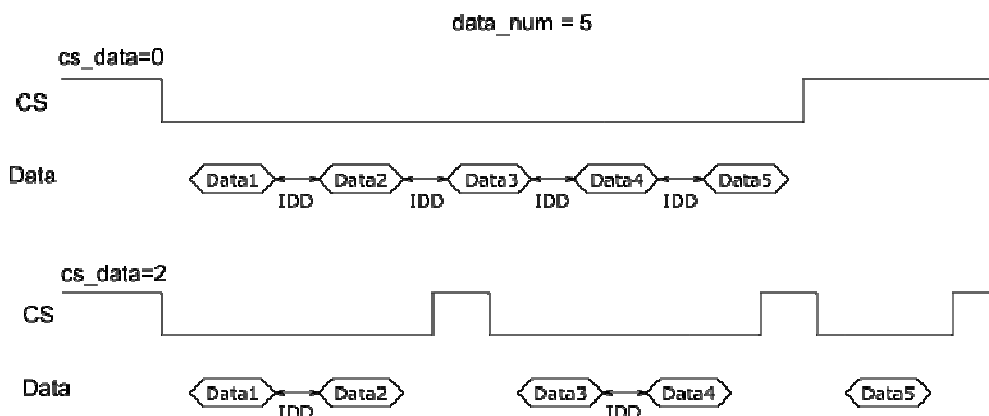 data_num = 5
cs_data=0
CS
Data Data1 Data2 Data3 Data4 Data5
IDD IDD IDD IDD
cs_data=2
CS
Data Data1 Data2 Data3 Data4 Data5
IDD IDD